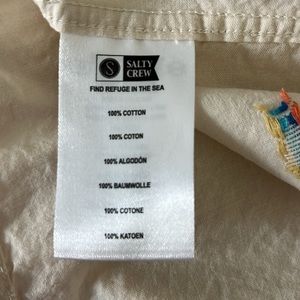 S
SALTY
CREW
FIND REFUGE IN THE SEA
100% COTTON
100% COTON
100% ALGODÓN
100% BAUMWOLLE
100% COTONE
100% KATOEN